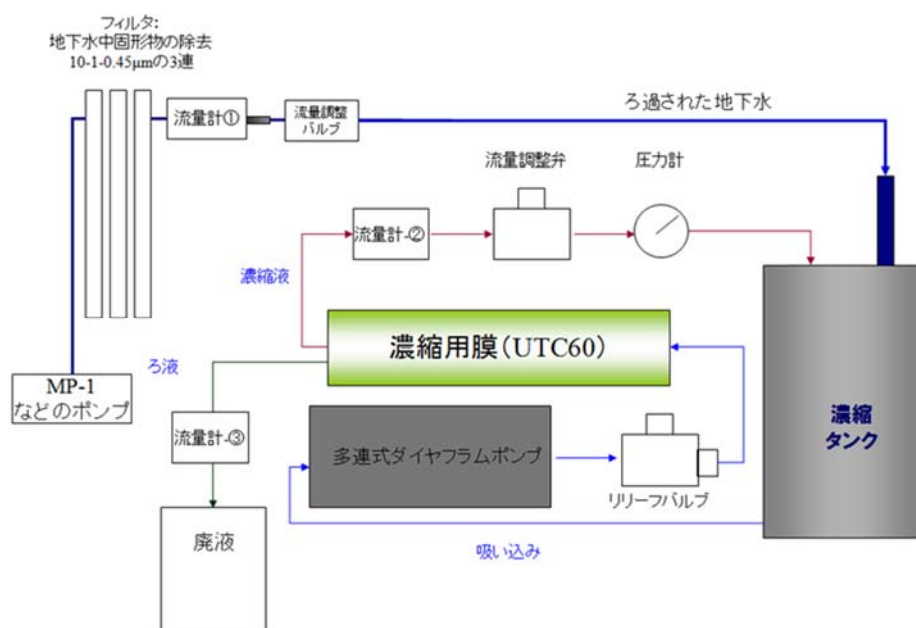 フィルタ:
地下水中固形物の除去
10-1-0.45μmの3連
流量計①
流量調整
バルブ
ろ過された地下水
流量調整弁
圧力計
流量計-②
濃縮液
濃縮用膜(UTC60)
ろ液
MP-1
などのポンプ
流量計-③
多連式ダイヤフラムポンプ
リリーフバルブ
濃縮
タンク
廃液
吸い込み